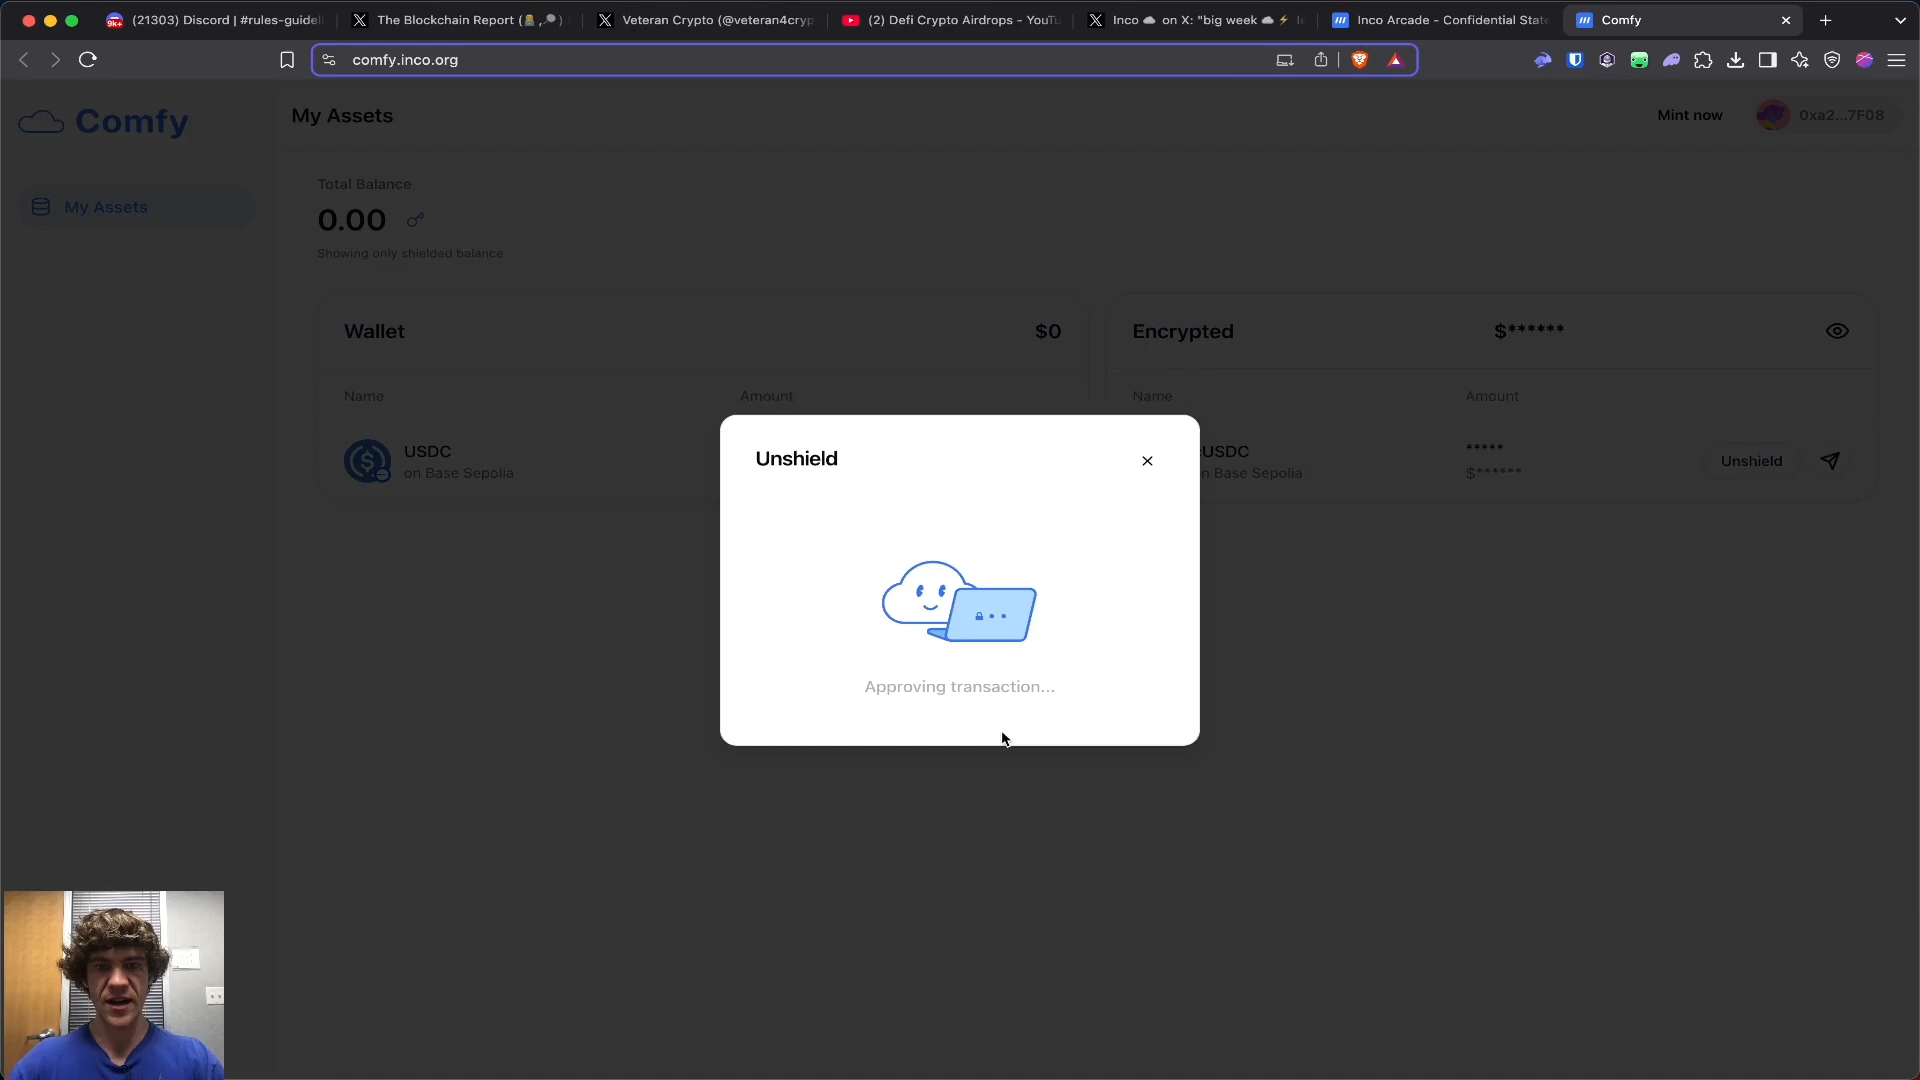 (21303) Discord | #rules-guideli
The Blockchain Report (
Veteran Crypto (@veteran4cryp
(2) Defi Crypto Airdrops - YouTu
Inco ☁️ on X: "big week ☁️ ⚡
Inco Arcade - Confidential State
Comfy
comfy.inco.org
Comfy
My Assets
Mint now
0xa2...7F08
My Assets
Total Balance
0.00
Showing only shielded balance
Wallet
$0
Encrypted
$******
Name
Amount
Name
Amount
USDC
on Base Sepolia
USDC
Base Sepolia
*****
$******
Unshield
Unshield
Approving transaction...